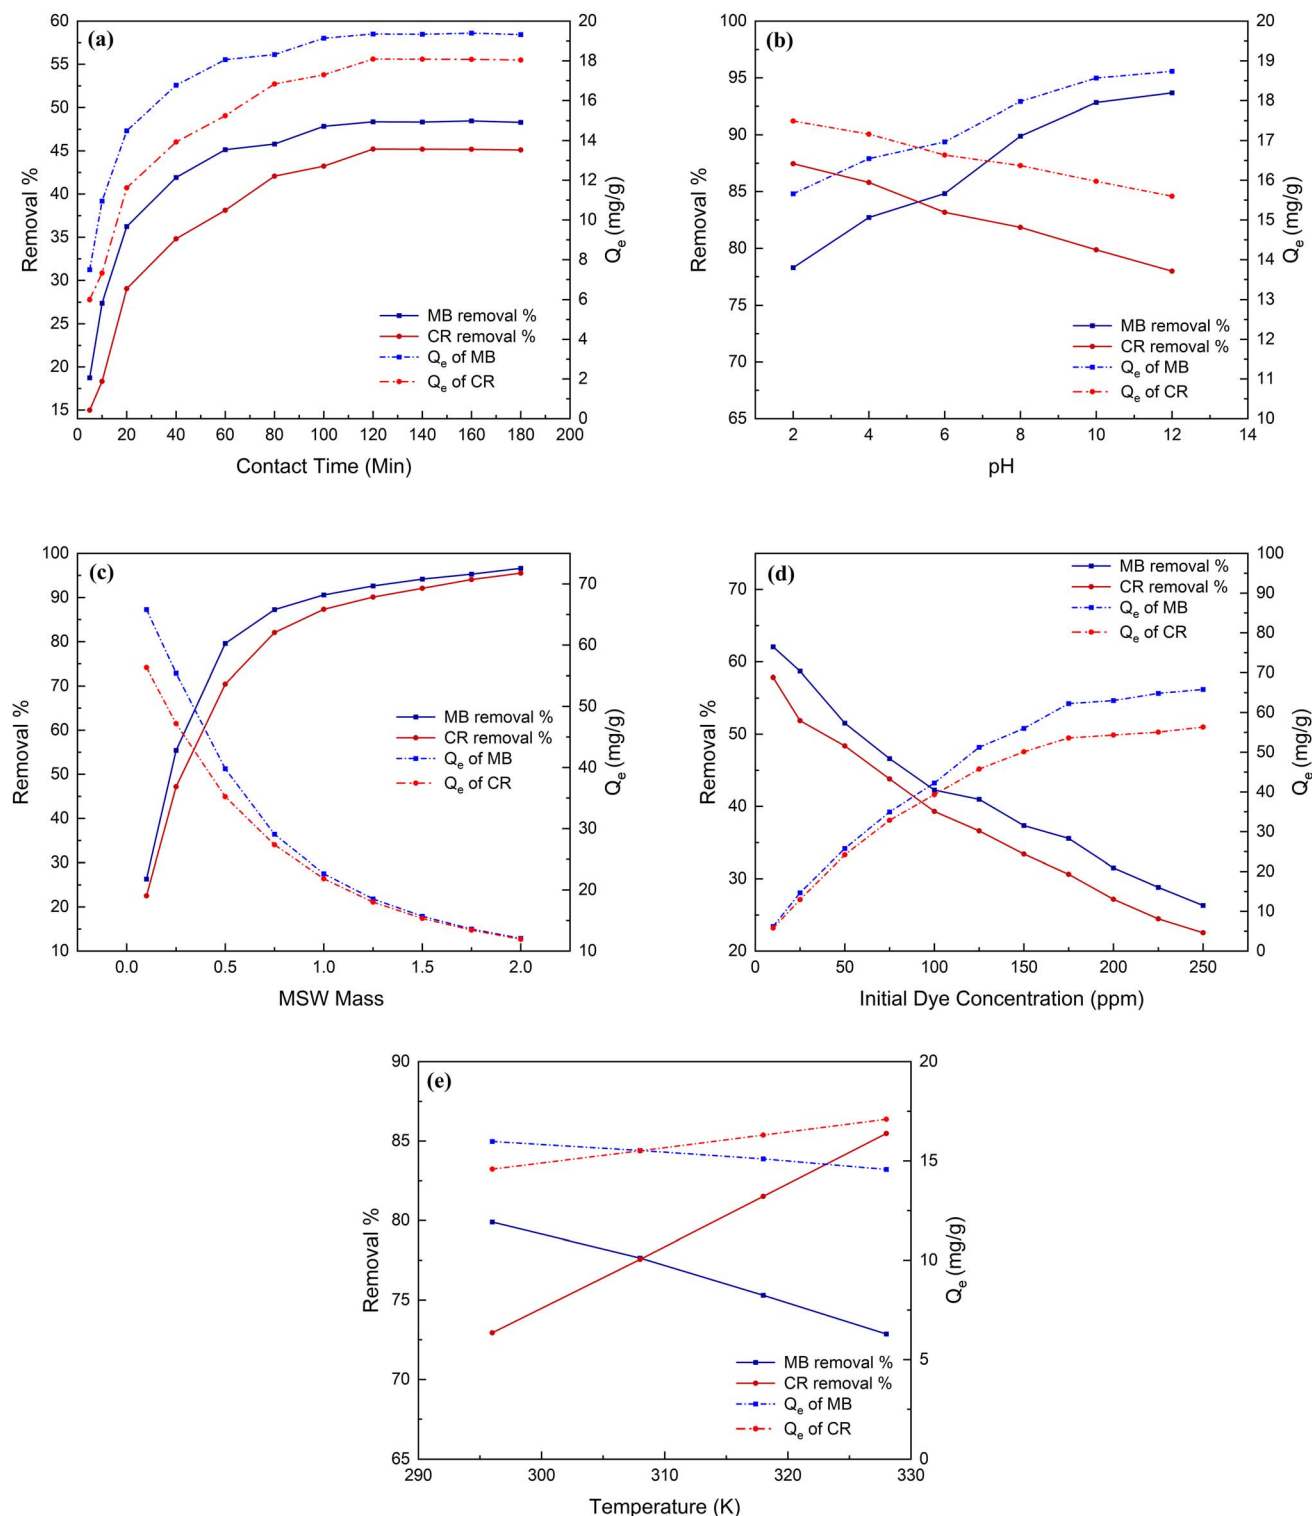 (a)
60
55
50
45
40
35
30
25
20
15
20
18
16
14
12
10
8
6
4
2
0
Removal %
Qe (mg/g)
MB removal %
CR removal %
Qe of MB
Qe of CR
0 20 40 60 80 100 120 140 160 180 200
Contact Time (Min)
(b)
100
95
90
85
80
75
70
65
20
19
18
17
16
15
14
13
12
11
10
Removal %
Qe (mg/g)
MB removal %
CR removal %
Qe of MB
Qe of CR
2 4 6 8 10 12 14
pH
(c)
100
90
80
70
60
50
40
30
20
10
70
60
50
40
30
20
10
Removal %
Qe (mg/g)
MB removal %
CR removal %
Qe of MB
Qe of CR
0.0 0.5 1.0 1.5 2.0
MSW Mass
(d)
70
60
50
40
30
20
100
90
80
70
60
50
40
30
20
10
0
Removal %
Qe (mg/g)
MB removal %
CR removal %
Qe of MB
Qe of CR
0 50 100 150 200 250
Initial Dye Concentration (ppm)
(e)
90
85
80
75
70
65
20
15
10
5
0
Removal %
Qe (mg/g)
MB removal %
CR removal %
Qe of MB
Qe of CR
290 300 310 320 330
Temperature (K)